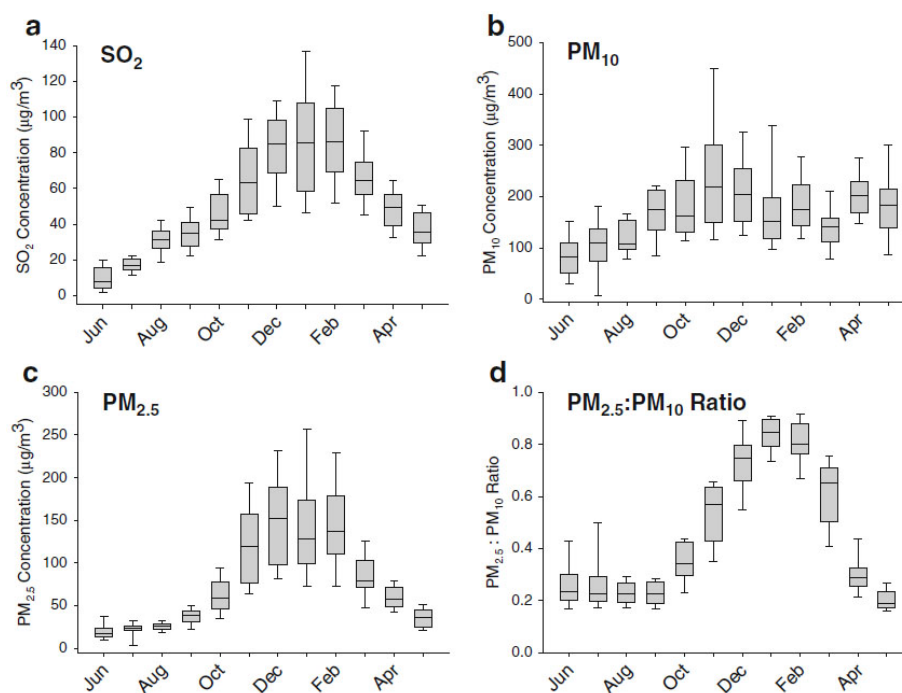 a
SO₂
SO₂ Concentration (μg/m³)
140
120
100
80
60
40
20
0
Jun
Aug
Oct
Dec
Feb
Apr
b
PM₁₀
PM₁₀ Concentration (μg/m3)
500
400
300
200
100
0
Jun
Aug
Oct
Dec
Feb
Apr
c
PM₂.₅
PM₂.₅ Concentration (μg/m³)
300
250
200
150
100
50
0
Jun
Aug
Oct
Dec
Feb
Apr
d
PM₂.₅:PM₁₀ Ratio
PM₂.₅ : PM₁₀ Ratio
1.0
0.8
0.6
0.4
0.2
0.0
Jun
Aug
Oct
Dec
Feb
Apr